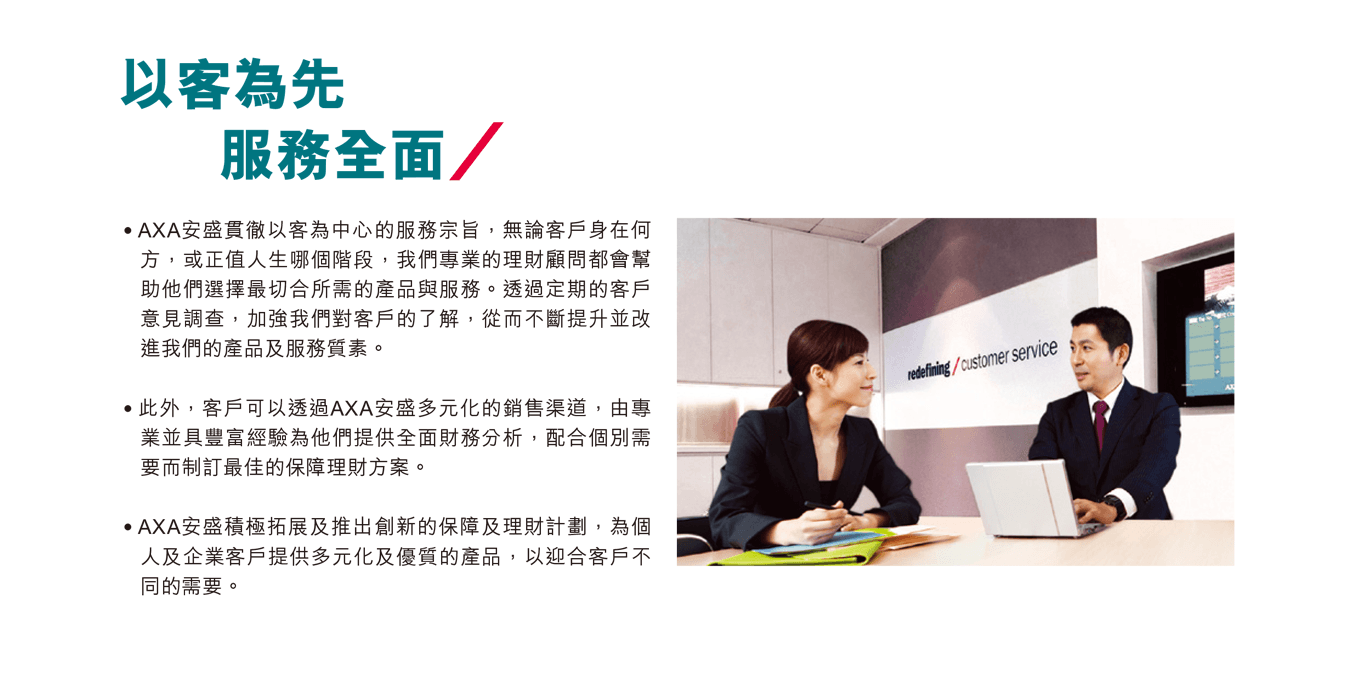 以客為先
服務全面
• AXA安盛貫徹以客為中心的服務宗旨，無論客戶身在何
方，或正值人生哪個階段，我們專業的理財顧問都會幫
助他們選擇最切合所需的產品與服務。透過定期的客戶
意見調查，加強我們對客戶的了解，從而不斷提升並改
進我們的產品及服務質素。
• 此外，客戶可以透過AXA安盛多元化的銷售渠道，由專
業並具豐富經驗為他們提供全面財務分析，配合個別需
要而制訂最佳的保障理財方案。
• AXA安盛積極拓展及推出創新的保障及理財計劃，為個
人及企業客戶提供多元化及優質的產品，以迎合客戶不
同的需要。
redefining / customer service